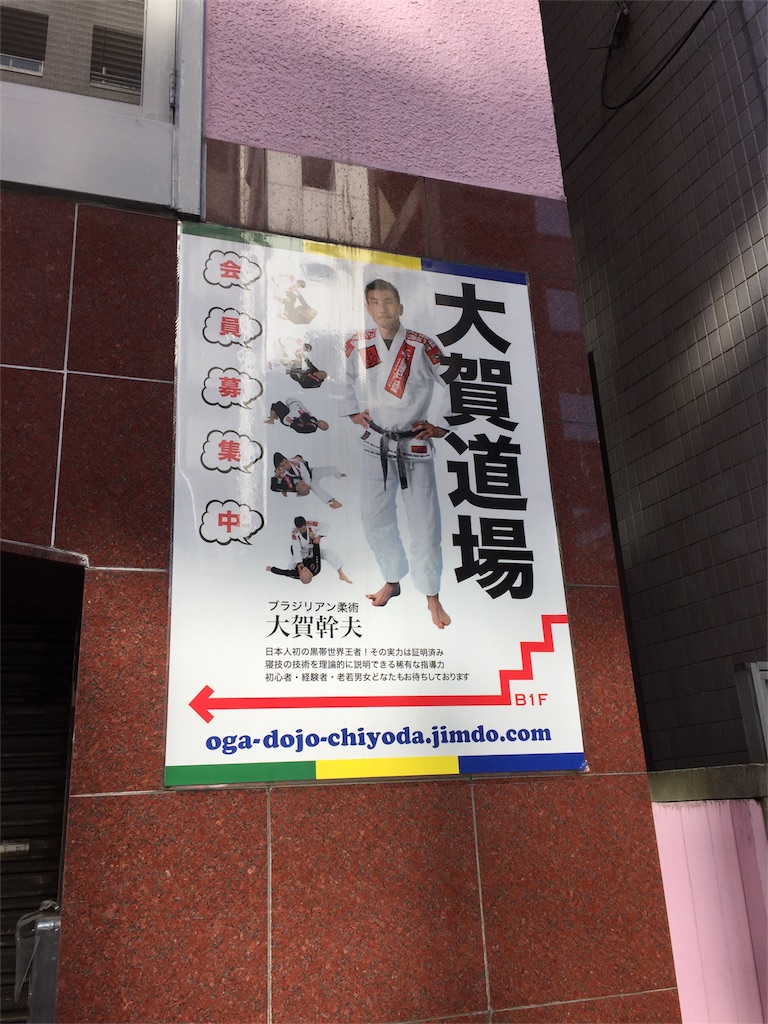 大賀道場
会員募集中
ブラジリアン柔術
大賀幹夫
日本人初の黒帯世界王者！その実力は証明済み
寝技の技術を理論的に説明できる稀有な指導力
初心者・経験者・老若男女どなたもお待ちしております
B1F
oga-dojo-chiyoda.jimdo.com